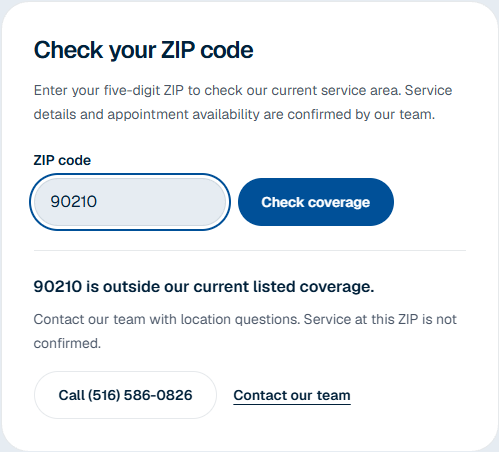 Check your ZIP code
Enter your five-digit ZIP to check our current service area. Service
details and appointment availability are confirmed by our team.
ZIP code
90210
Check coverage
90210 is outside our current listed coverage.
Contact our team with location questions. Service at this ZIP is not
confirmed.
Call (516) 586-0826
Contact our team